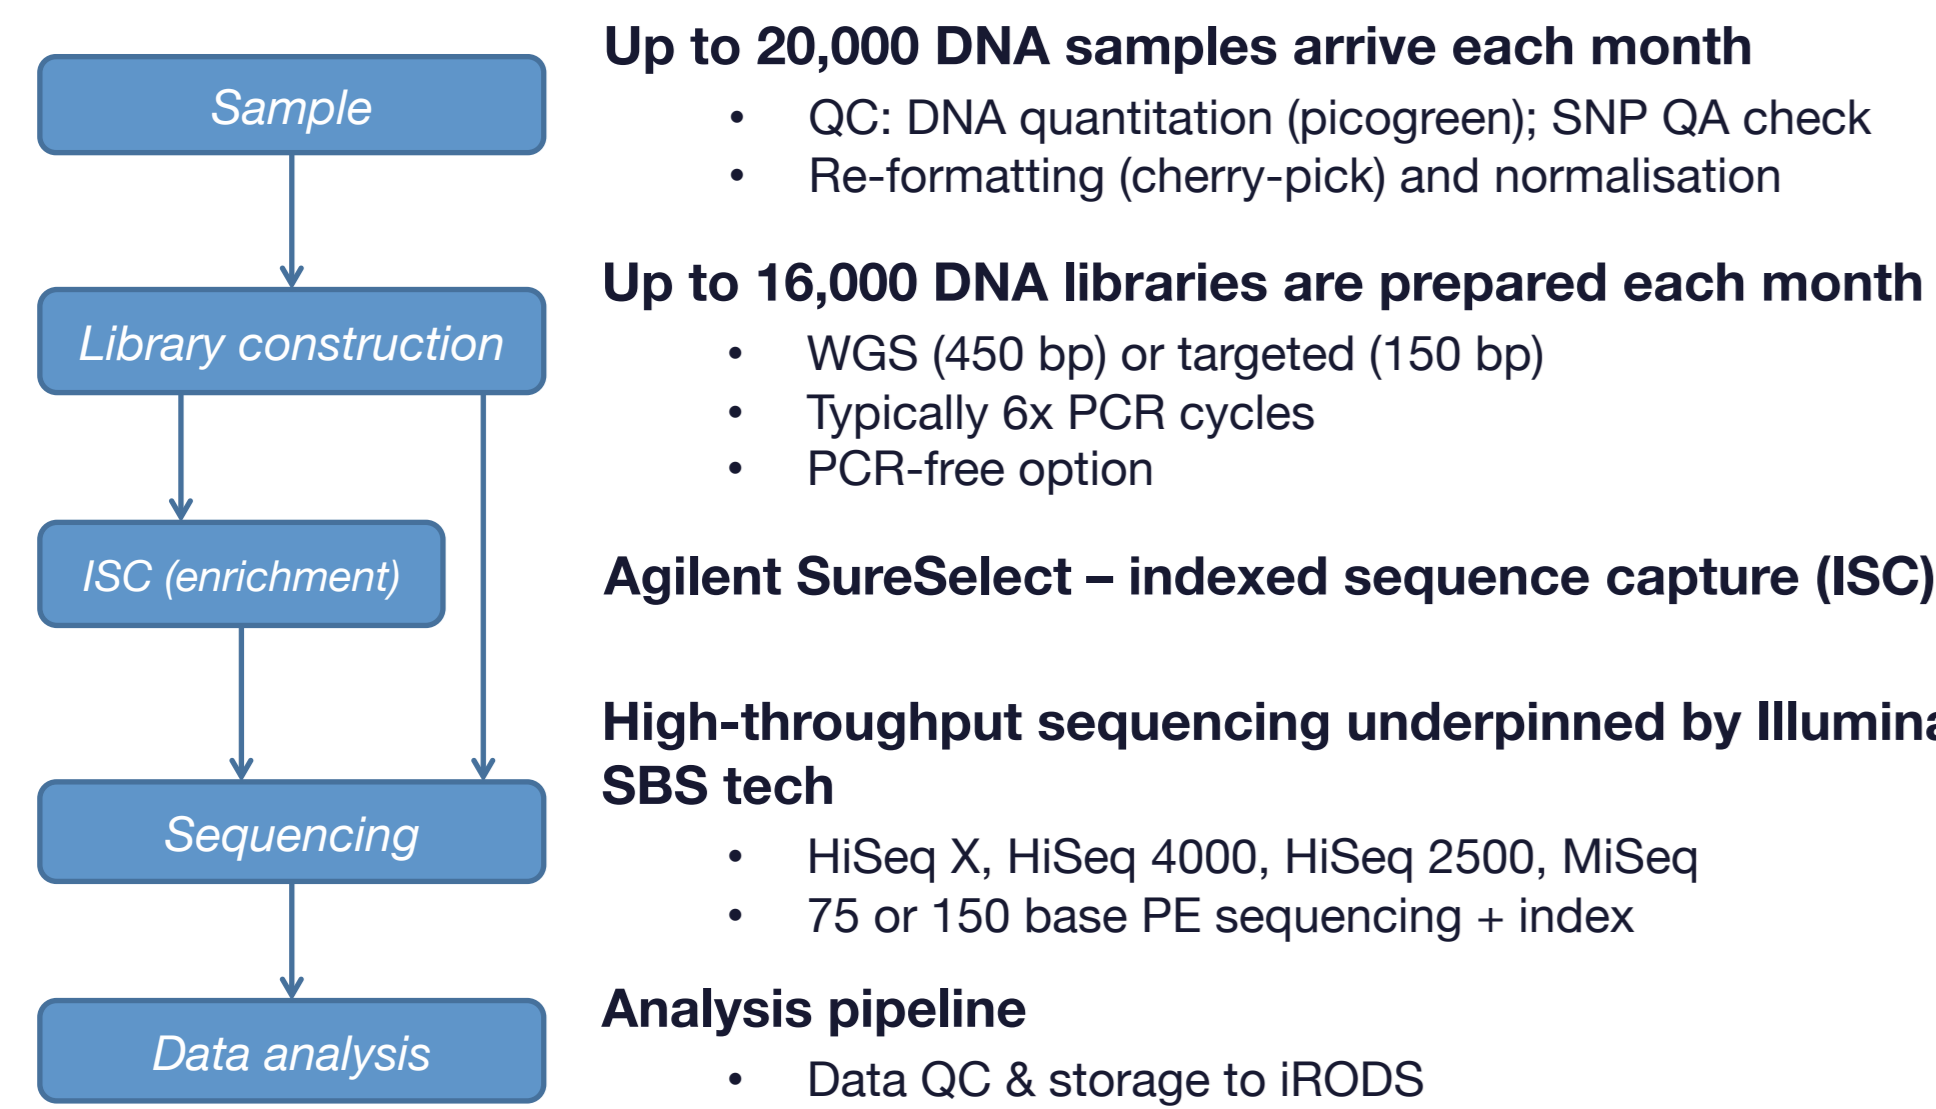 Sample
Up to 20,000 DNA samples arrive each month
• QC: DNA quantitation (picogreen); SNP QA check
• Re-formatting (cherry-pick) and normalisation
Library construction
Up to 16,000 DNA libraries are prepared each month
• WGS (450 bp) or targeted (150 bp)
• Typically 6x PCR cycles
• PCR-free option
ISC (enrichment)
Agilent SureSelect – indexed sequence capture (ISC)
Sequencing
High-throughput sequencing underpinned by Illumina
SBS tech
• HiSeq X, HiSeq 4000, HiSeq 2500, MiSeq
• 75 or 150 base PE sequencing + index
Data analysis
Analysis pipeline
• Data QC & storage to iRODS